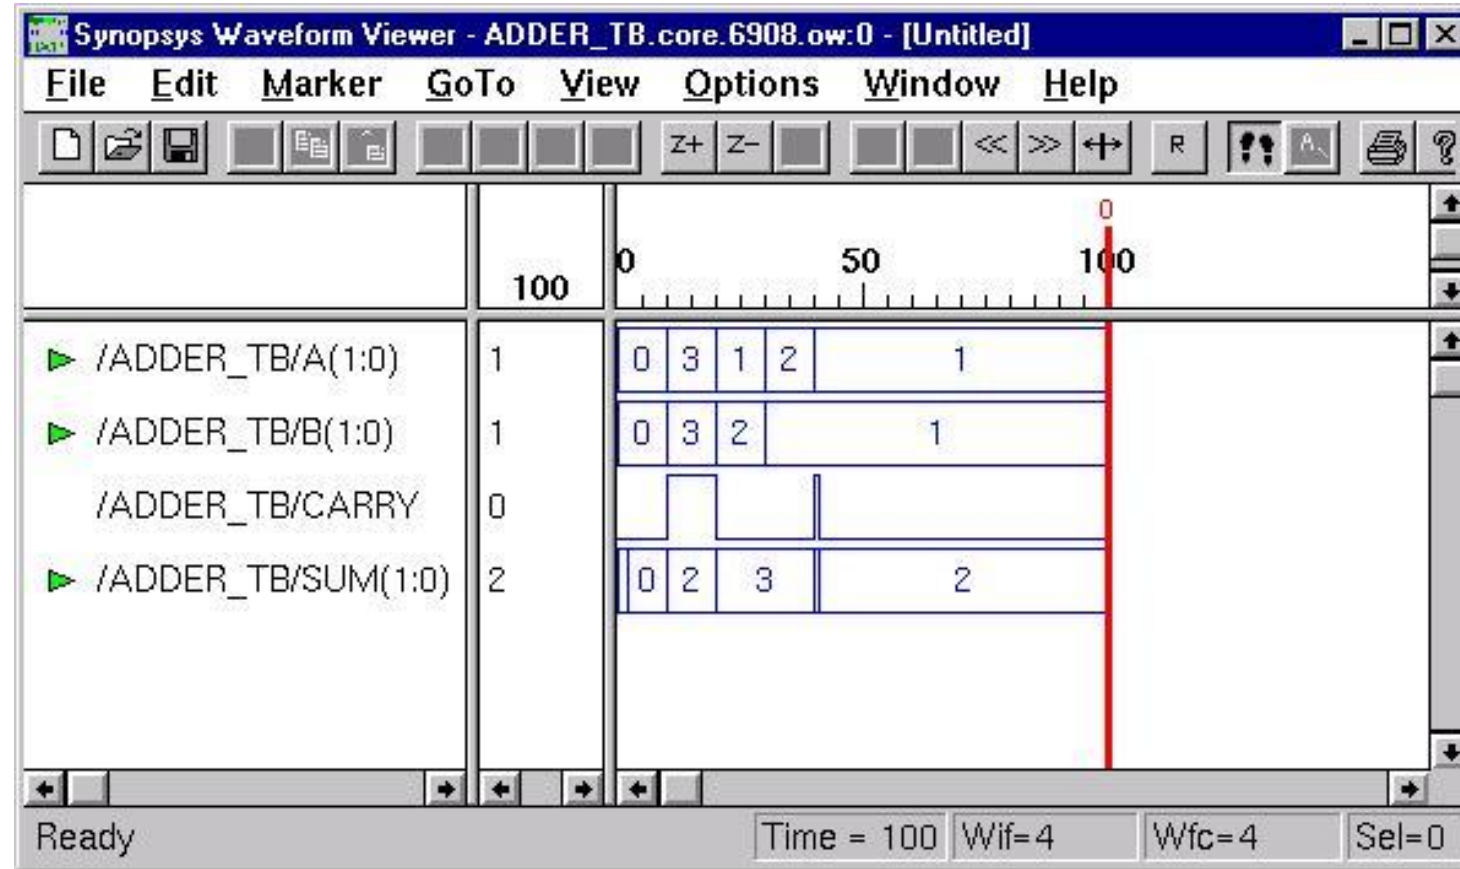 Synopsys Waveform Viewer - ADDER_TB.core.6908.ow:0 - [Untitled]
File Edit Marker GoTo View Options Window Help
Z+ Z- << >> R A ?
0
100 0 50 100
/ADDER_TB/A(1:0) 1 0 3 1 2 1
/ADDER_TB/B(1:0) 1 0 3 2 1
/ADDER_TB/CARRY 0
/ADDER_TB/SUM(1:0) 2 0 2 3 2
Ready Time = 100 Wif=4 Wfc=4 Sel=0